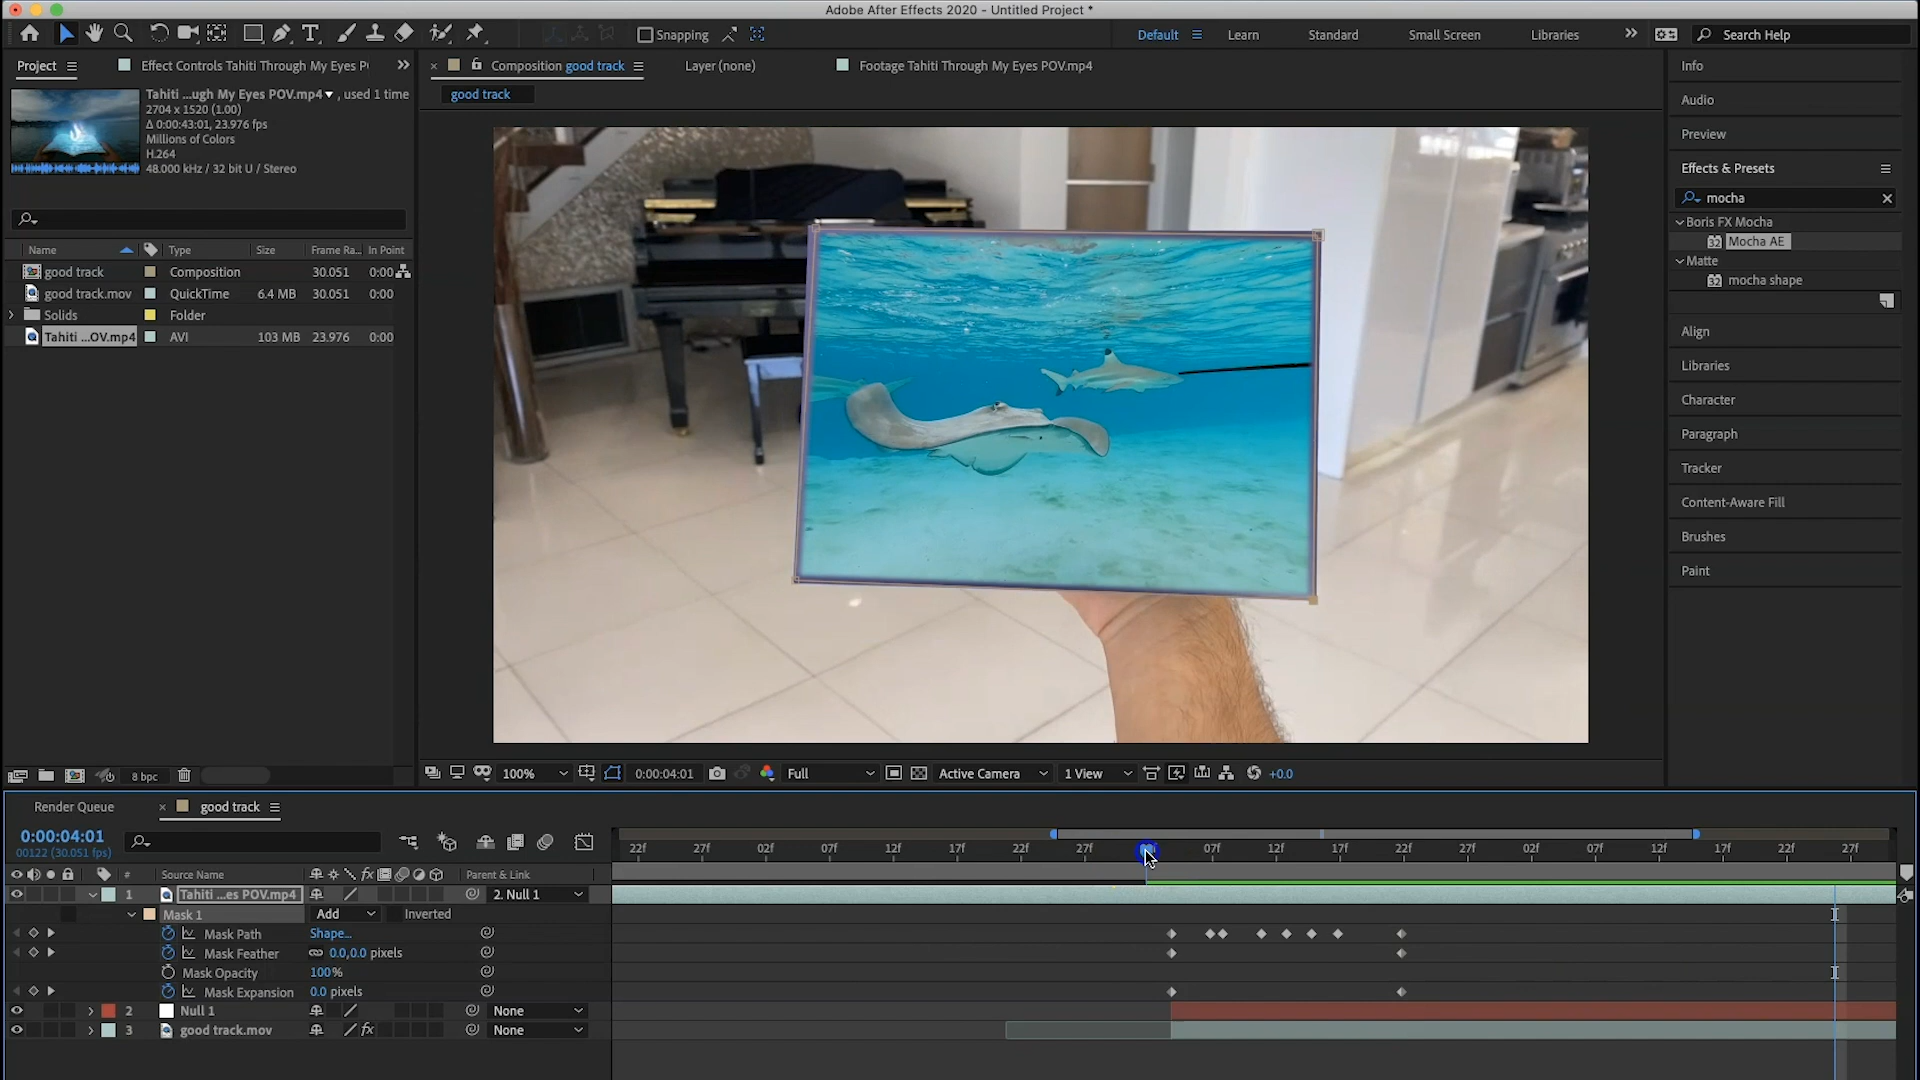 Adobe After Effects 2020 - Untitled Project *
Snapping
Default
Learn
Standard
Small Screen
Libraries
Search Help
Project
Effect Controls Tahiti Through My Eyes P
Composition good track
Layer (none)
Footage Tahiti Through My Eyes POV.mp4
good track
Tahiti ...ugh My Eyes POV.mp4 , used 1 time
2704 x 1520 (1.00)
Δ 0:00:43:01, 23.976 fps
Millions of Colors
H.264
48.000 kHz / 32 bit U / Stereo
Name Type Size Frame Ra... In Point
good track Composition 30.051 0:00
good track.mov QuickTime 6.4 MB 30.051 0:00
Solids Folder
Tahiti ...OV.mp4 AVI 103 MB 23.976 0:00
8 bpc
100%
0:00:04:01
Full
Active Camera
1 View
+0.0
Info
Audio
Preview
Effects & Presets
mocha
Boris FX Mocha
32 Mocha AE
Matte
32 mocha shape
Align
Libraries
Character
Paragraph
Tracker
Content-Aware Fill
Brushes
Paint
Render Queue
good track
0:00:04:01
00122 (30.051 fps)
22f 27f 02f 07f 12f 17f 22f 27f 07f 12f 17f 22f 27f 02f 07f 12f 17f 22f 27f
# Source Name fx Parent & Link
1 Tahiti ...es POV.mp4 2. Null 1
Mask 1 Add Inverted
Mask Path Shape...
Mask Feather 0.0,0.0 pixels
Mask Opacity 100%
Mask Expansion 0.0 pixels
2 Null 1 None
3 good track.mov fx None